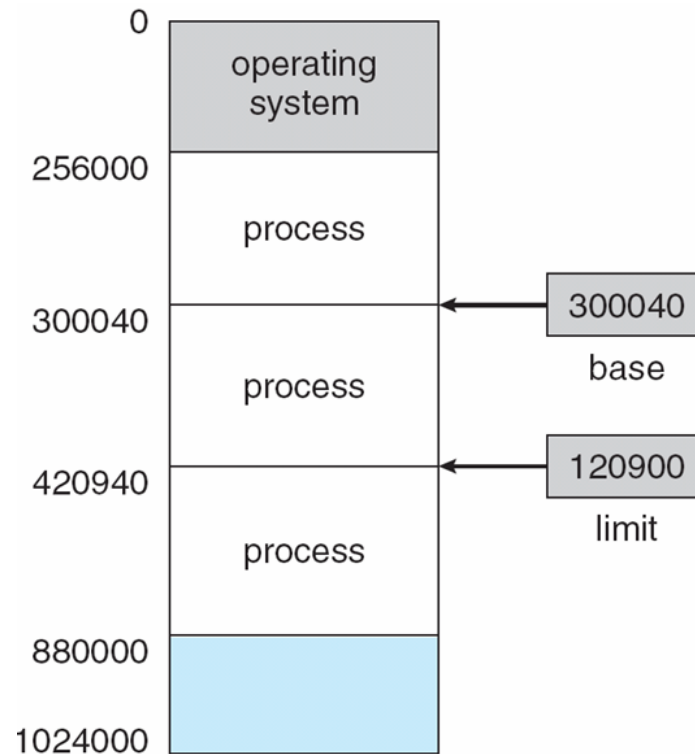 0
operating
system
256000
process
300040
300040
base
process
420940
120900
limit
process
880000
1024000